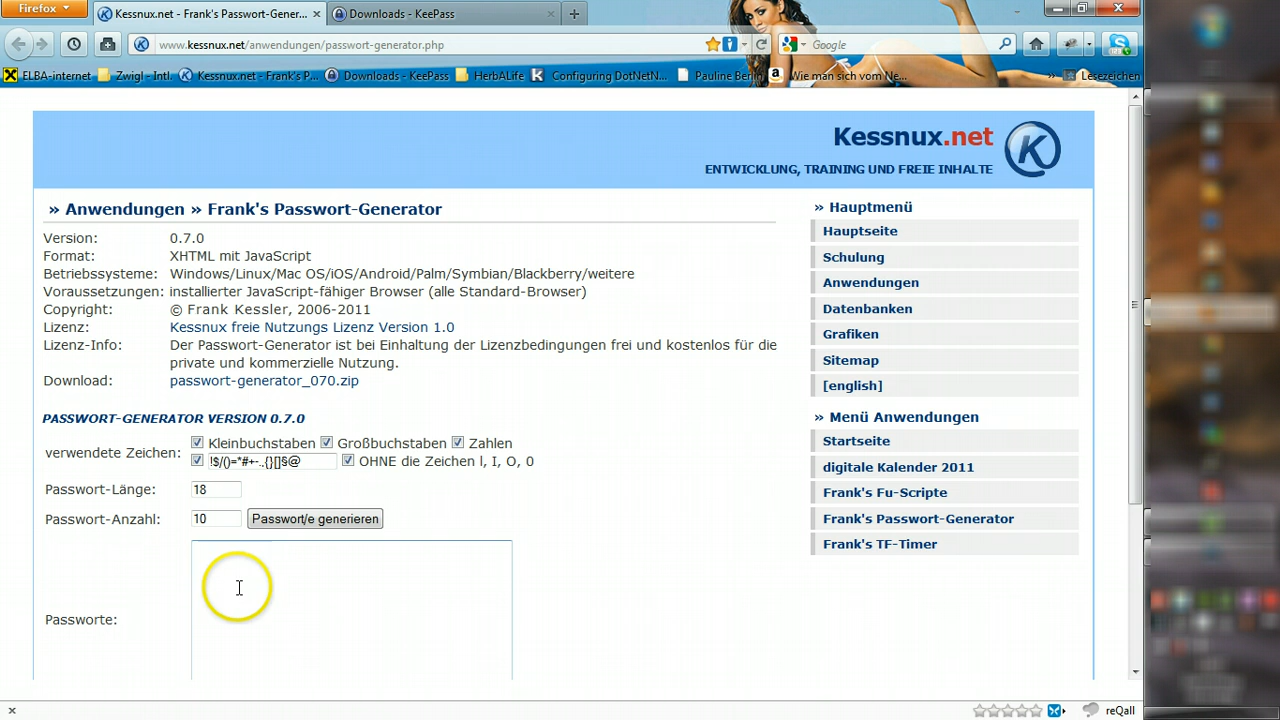 Firefox
Kessnux.net - Frank's Passwort-Gener...
Downloads - KeePass
www.kessnux.net/anwendungen/passwort-generator.php
Google
ELBA-internet
Zwigl - Intl.
Kessnux.net - Frank's P...
Downloads - KeePass
HerbALife
Configuring DotNetN...
Pauline Berlin
Wie man sich vom Ne...
Lesezeichen
Kessnux.net
ENTWICKLUNG, TRAINING UND FREIE INHALTE
» Anwendungen » Frank's Passwort-Generator
Version: 0.7.0
Format: XHTML mit JavaScript
Betriebssysteme: Windows/Linux/Mac OS/iOS/Android/Palm/Symbian/Blackberry/weitere
Voraussetzungen: installierter JavaScript-fähiger Browser (alle Standard-Browser)
Copyright: © Frank Kessler, 2006-2011
Lizenz: Kessnux freie Nutzungs Lizenz Version 1.0
Lizenz-Info: Der Passwort-Generator ist bei Einhaltung der Lizenzbedingungen frei und kostenlos für die
private und kommerzielle Nutzung.
Download: passwort-generator_070.zip
PASSWORT-GENERATOR VERSION 0.7.0
verwendete Zeichen:
Kleinbuchstaben Großbuchstaben Zahlen
!$/()=*#+-.,{}[]§@ OHNE die Zeichen l, I, O, 0
Passwort-Länge: 18
Passwort-Anzahl: 10 Passwort/e generieren
Passworte:
» Hauptmenü
Hauptseite
Schulung
Anwendungen
Datenbanken
Grafiken
Sitemap
[english]
» Menü Anwendungen
Startseite
digitale Kalender 2011
Frank's Fu-Scripte
Frank's Passwort-Generator
Frank's TF-Timer
reQall